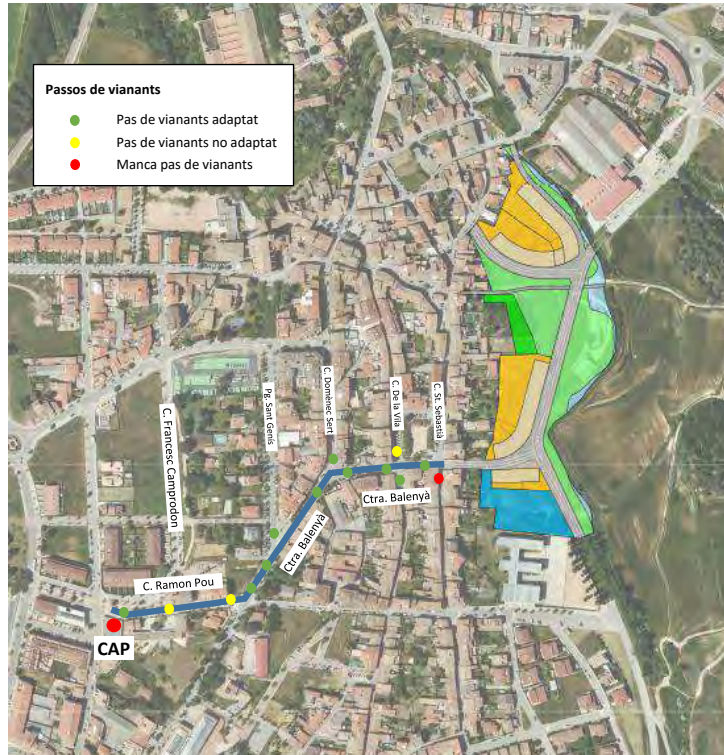 Passos de vianants
Pas de vianants adaptat
Pas de vianants no adaptat
Manca pas de vianants
C. Domènec Sert
C. De la Vila
C. St. Sebastià
Pg. Sant Genís
C. Francesc Camprodon
Ctra. Balenyà
Ctra. Balenyà
C. Ramon Pou
CAP